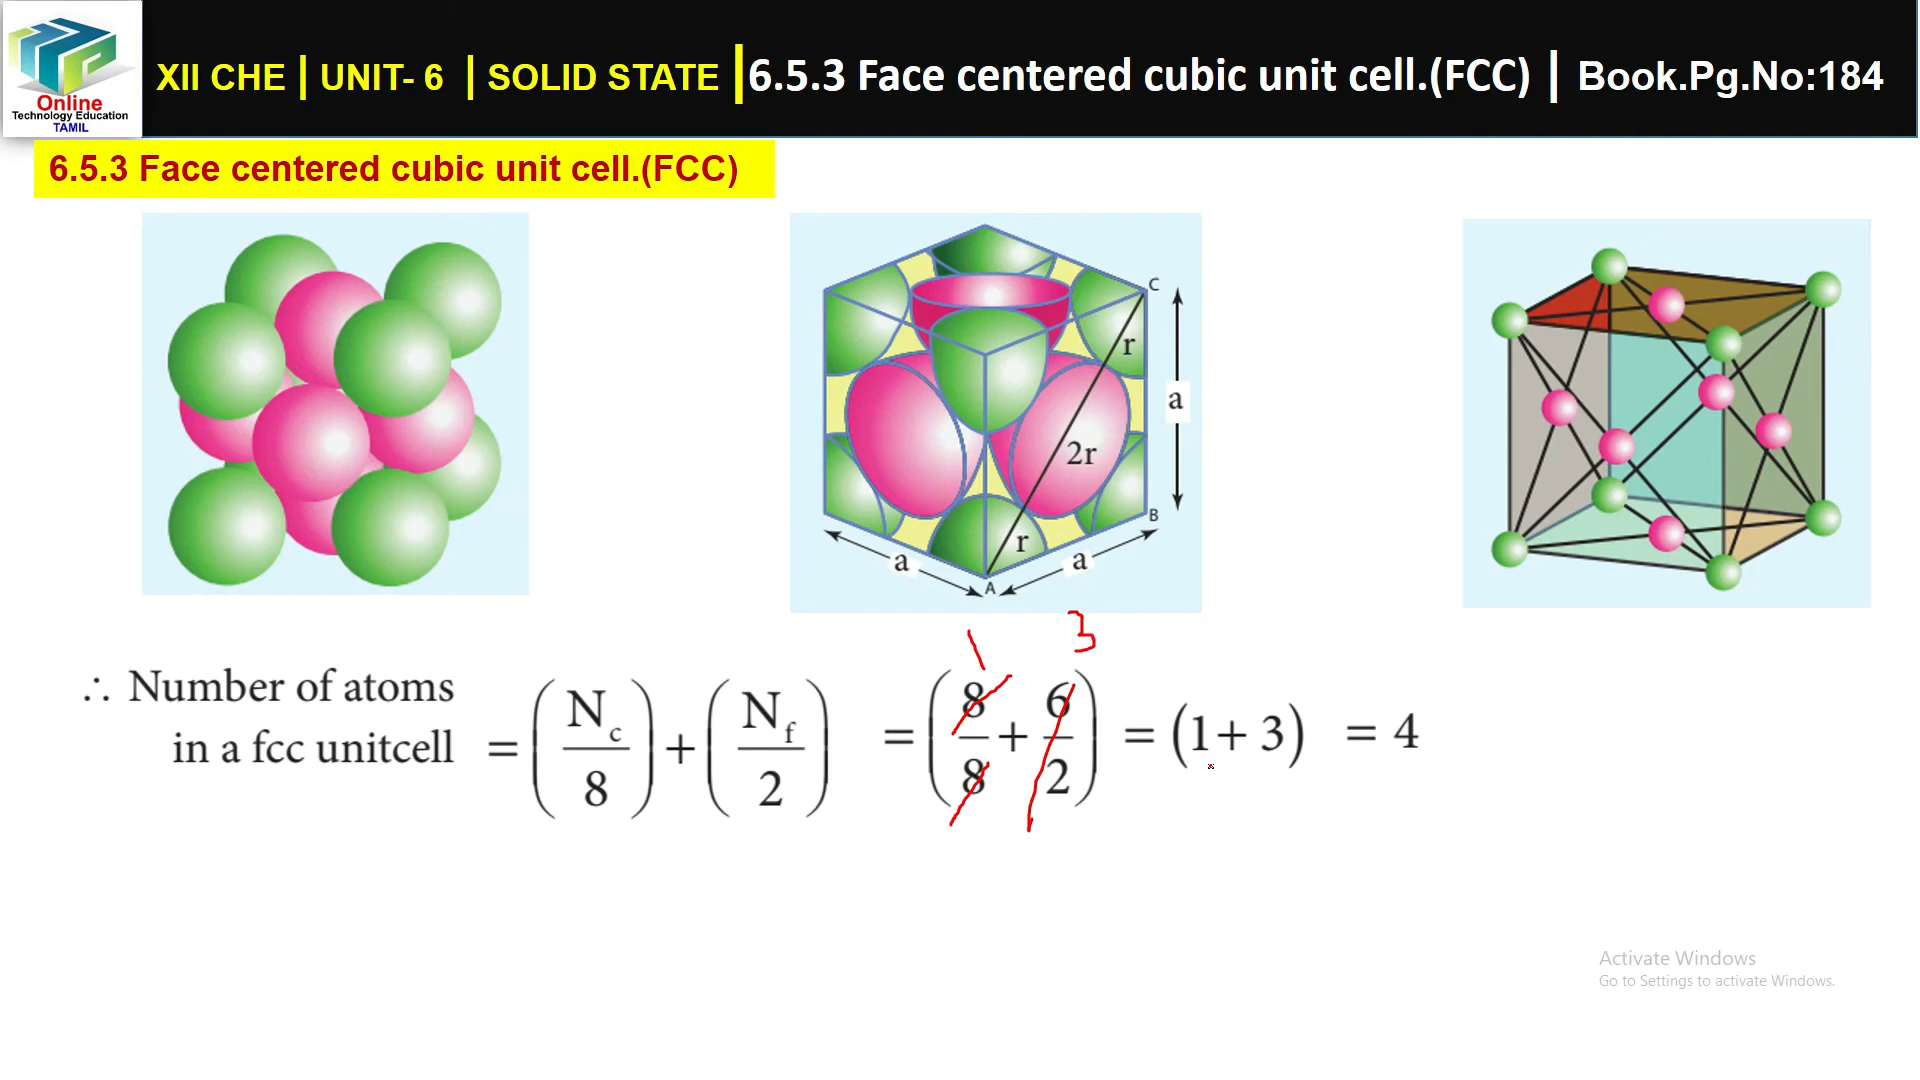 Online
Technology Education
TAMIL
XII CHE | UNIT- 6 | SOLID STATE | 6.5.3 Face centered cubic unit cell.(FCC) | Book.Pg.No:184
6.5.3 Face centered cubic unit cell.(FCC)
C
r
a
2r
B
r
a
a
A
1 3
∴ Number of atoms
in a fcc unitcell = (N_c/8) + (N_f/2) = (8/8 + 6/2) = (1+ 3) = 4
Activate Windows
Go to Settings to activate Windows.